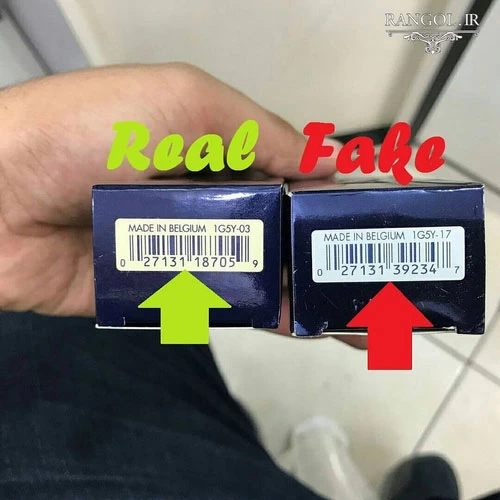 RANGOL.IR
Real Fake
MADE IN BELGIUM 1G5Y-03
0 27131 18705 9
MADE IN BELGIUM 1G5Y-17
0 27131 39234 7